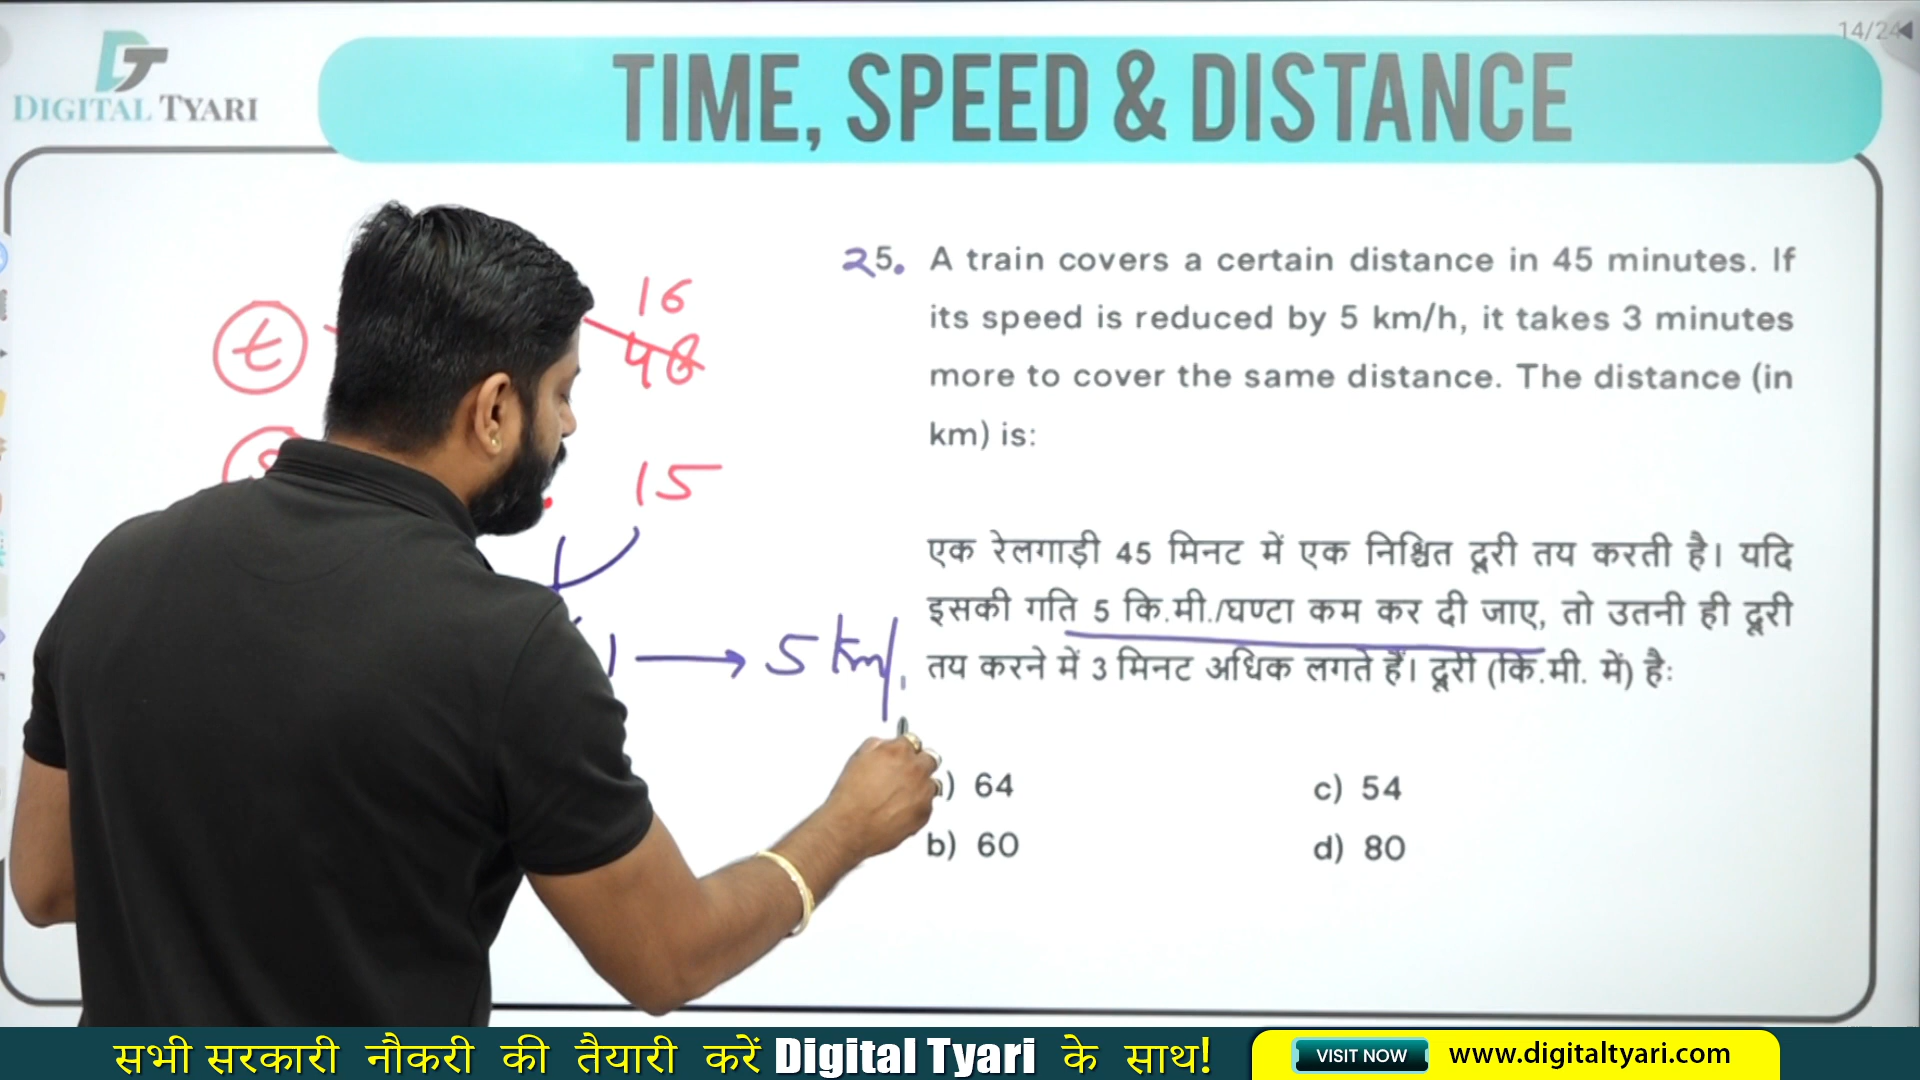 14/24
DT
DIGITAL TYARI
TIME, SPEED & DISTANCE
25. A train covers a certain distance in 45 minutes. If
its speed is reduced by 5 km/h, it takes 3 minutes
more to cover the same distance. The distance (in
km) is:
एक रेलगाड़ी 45 मिनट में एक निश्चित दूरी तय करती है। यदि
इसकी गति 5 कि.मी./घण्टा कम कर दी जाए, तो उतनी ही दूरी
तय करने में 3 मिनट अधिक लगते हैं। दूरी (कि.मी. में) है:
) 64
c) 54
b) 60
d) 80
t
16
48
15
1 → 5 km/
सभी सरकारी नौकरी की तैयारी करें Digital Tyari के साथ!
VISIT NOW
www.digitaltyari.com